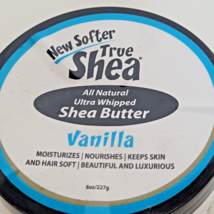 New Softer
True
Shea
All Natural
Ultra Whipped
Shea Butter
Vanilla
MOISTURIZES | NOURISHES | KEEPS SKIN
AND HAIR SOFT | BEAUTIFUL AND LUXURIOUS
8oz/227g